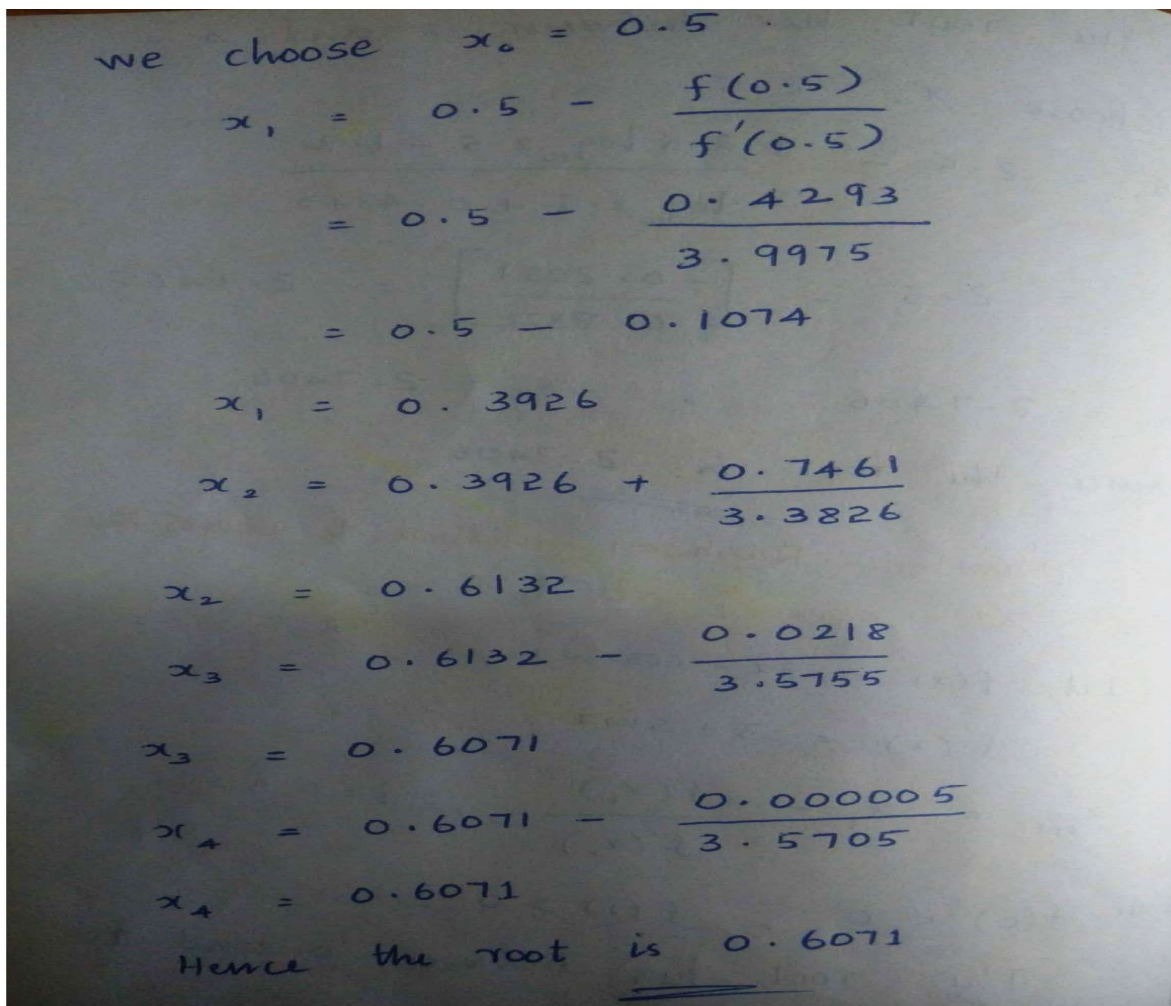 we choose x₀ = 0.5
x₁ = 0.5 - f(0.5) / f'(0.5)
= 0.5 - 0.4293 / 3.9975
= 0.5 - 0.1074
x₁ = 0.3926
x₂ = 0.3926 + 0.7461 / 3.3826
x₂ = 0.6132
x₃ = 0.6132 - 0.0218 / 3.5755
x₃ = 0.6071
x₄ = 0.6071 - 0.000005 / 3.5705
x₄ = 0.6071
Hence the root is 0.6071